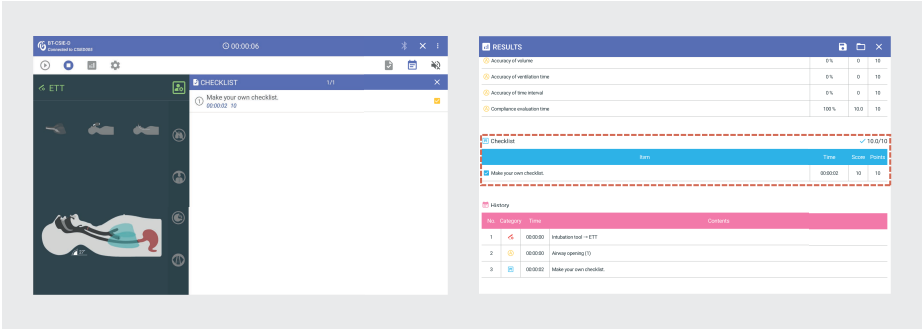 BT-CSIE-D
Connected to CSIE0393
00:00:06
ETT
CHECKLIST 1/1
Make your own checklist.
00:00:02 10
RESULTS
Accuracy of volume 0 % 0 10
Accuracy of ventilation time 0 % 0 10
Accuracy of time interval 0 % 0 10
Compliance evaluation time 100 % 10.0 10
Checklist 10.0/10
Item Time Score Points
Make your own checklist. 00:00:02 10 10
History
No. Category Time Contents
1 00:00:00 Intubation tool → ETT
2 00:00:00 Airway opening (1)
3 00:00:02 Make your own checklist.